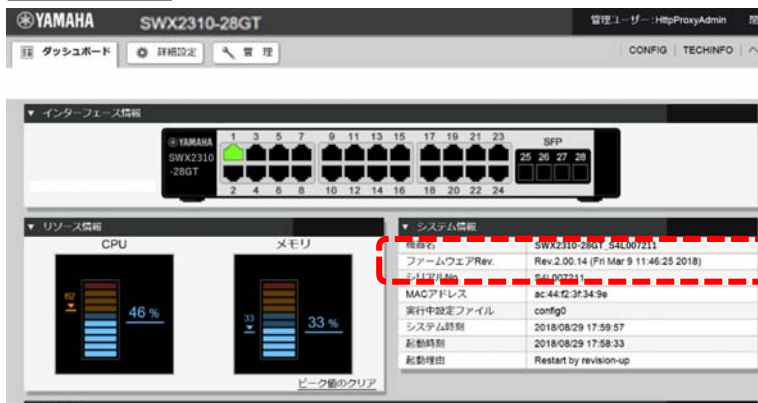 YAMAHA SWX2310-28GT 管理ユーザー:HttpProxyAdmin
ダッシュボード 詳細設定 管 理 CONFIG TECHINFO
▼ インターフェース情報
1 3 5 7 9 11 13 15 17 19 21 23 SFP
YAMAHA
SWX2310
-28GT
25 26 27 28
2 4 6 8 10 12 14 16 18 20 22 24
▼ リソース情報
CPU メモリ
62
46 %
33
33 %
ピーク値のクリア
▼ システム情報
機器名 SWX2310-28GT_S4L007211
ファームウェアRev. Rev.2.00.14 (Fri Mar 9 11:46:25 2018)
シリアルNo. S4L007211
MACアドレス ac:44:f2:3f:34:9e
実行中設定ファイル config0
システム時刻 2018/08/29 17:59:57
起動時刻 2018/08/29 17:58:33
起動理由 Restart by revision-up